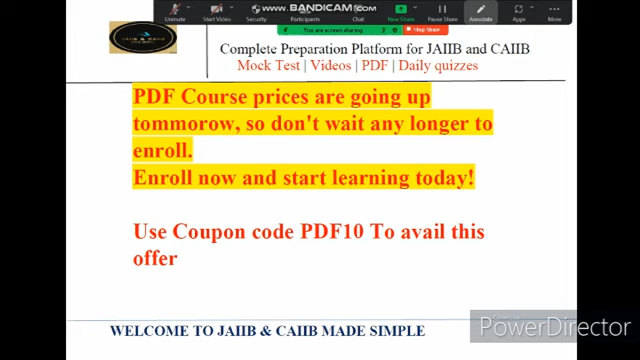 www.BANDICAM.com
Unmute
Start Video
Security
Participants
Chat
New Share
Pause Share
Annotate
Apps
More
You are screen sharing
Stop Share
JAIIB & CAIIB
Complete Preparation Platform for JAIIB and CAIIB
Mock Test | Videos | PDF | Daily quizzes
PDF Course prices are going up
tommorow, so don't wait any longer to
enroll.
Enroll now and start learning today!
Use Coupon code PDF10 To avail this
offer
WELCOME TO JAIIB & CAIIB MADE SIMPLE
PowerDirector